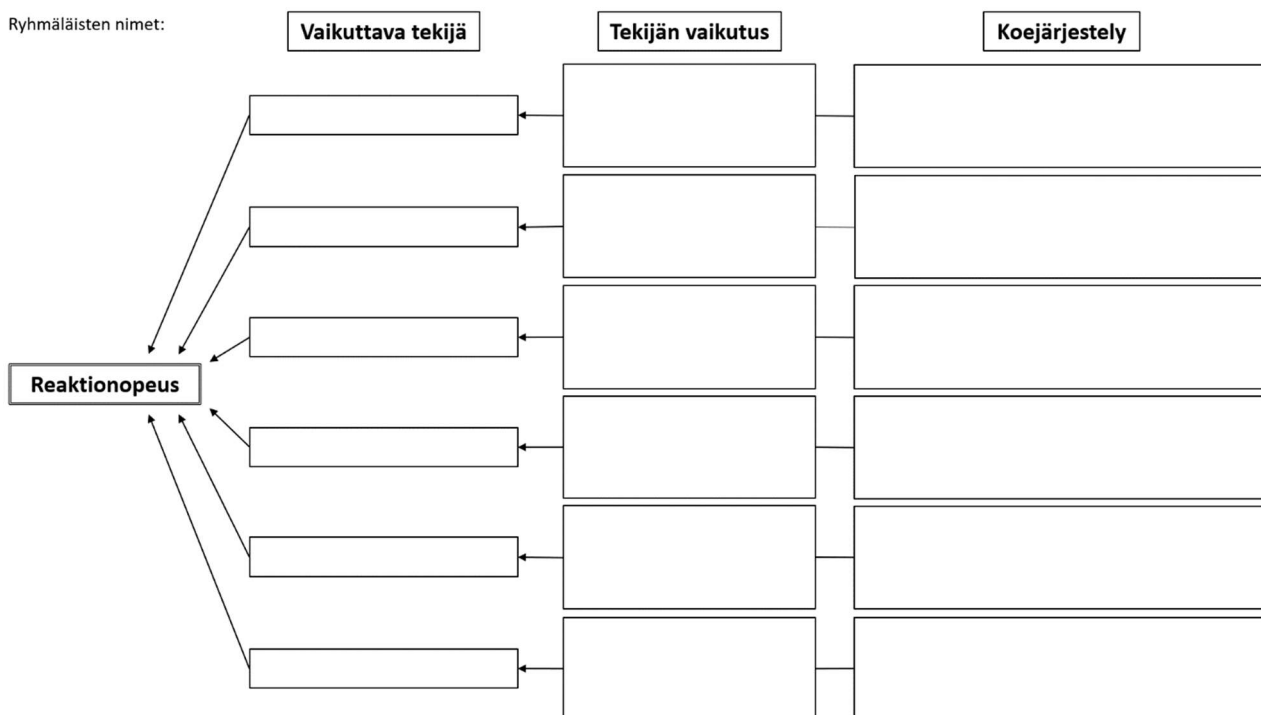 Ryhmäläisten nimet:
Vaikuttava tekijä
Tekijän vaikutus
Koejärjestely
Reaktionopeus